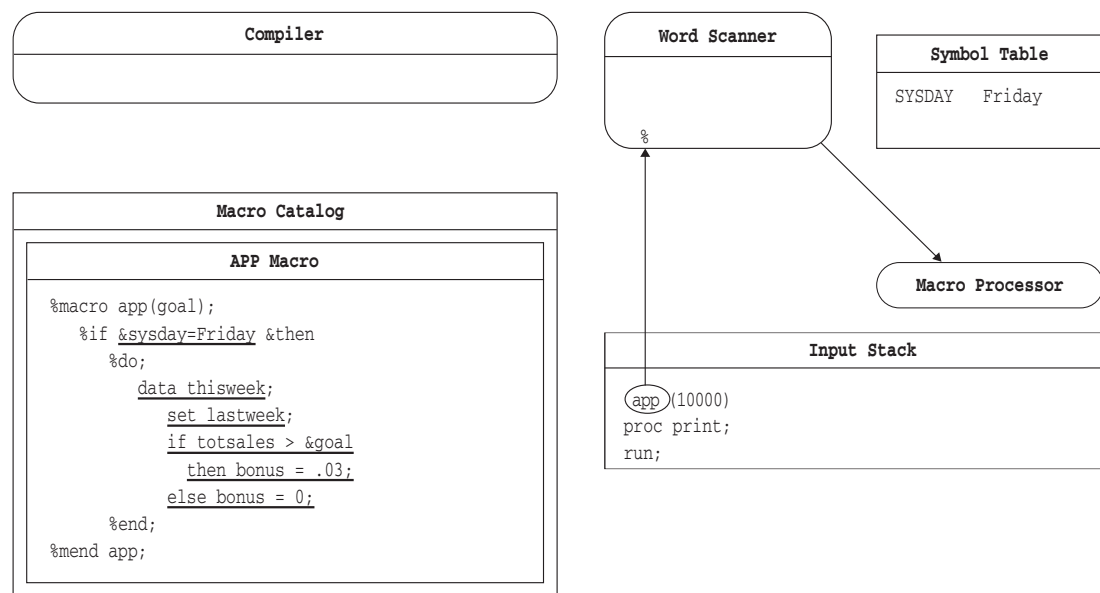 Compiler
Word Scanner
%
Symbol Table
SYSDAY Friday
Macro Catalog
APP Macro
%macro app(goal);
%if &sysday=Friday &then
%do;
data thisweek;
set lastweek;
if totsales > &goal
then bonus = .03;
else bonus = 0;
%end;
%mend app;
Macro Processor
Input Stack
app (10000)
proc print;
run;